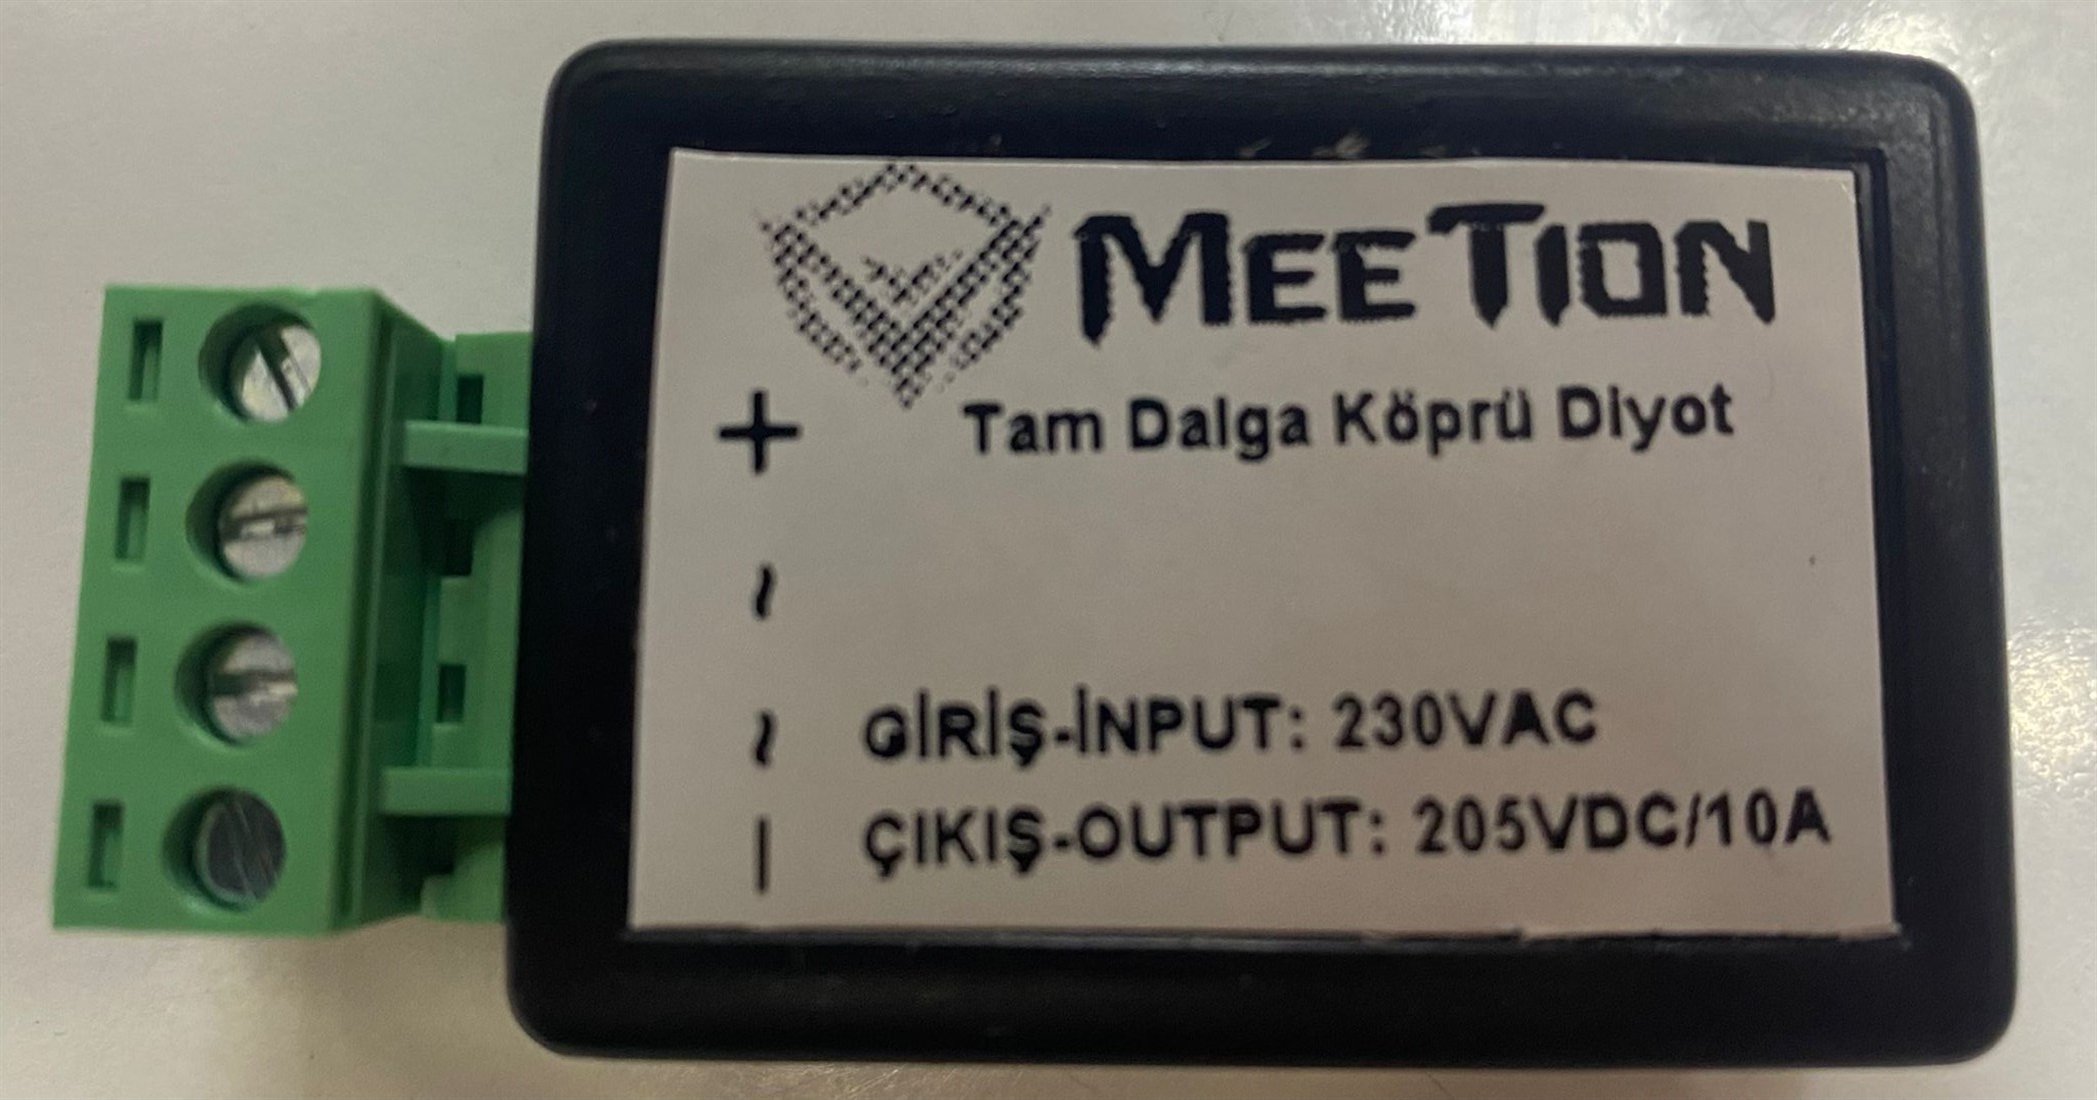 MEETION
+ Tam Dalga Köprü Diyot
~
~ GİRİŞ-İNPUT: 230VAC
| ÇIKIŞ-OUTPUT: 205VDC/10A